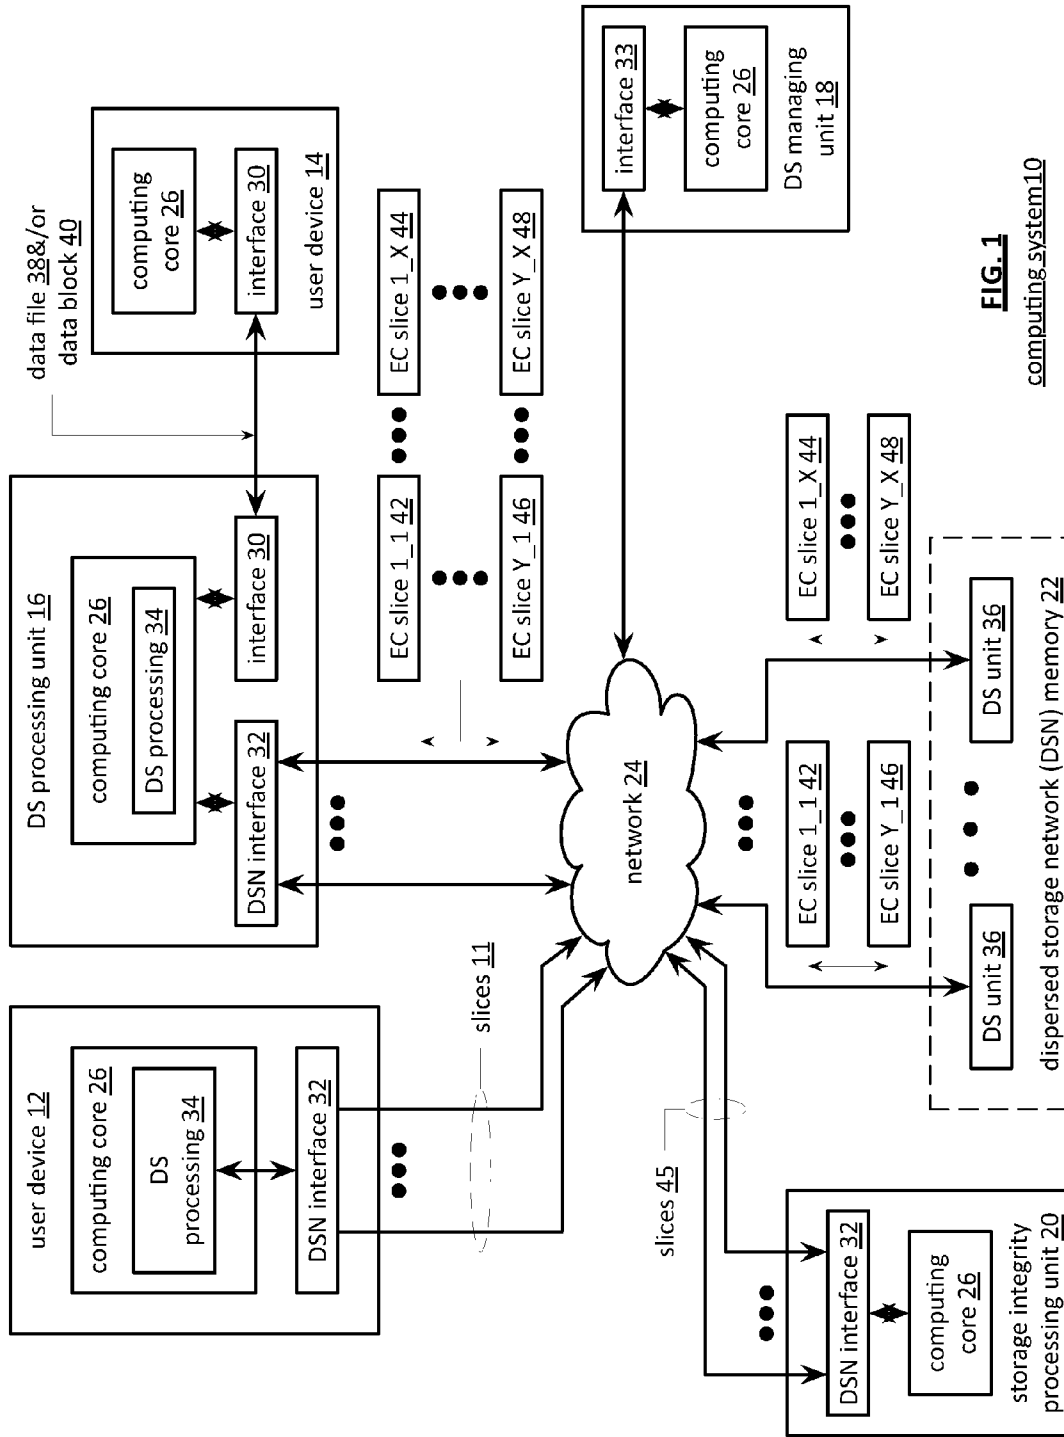 user device 12
computing core 26
DS
processing 34
DSN interface 32
slices 11
DS processing unit 16
computing core 26
DS processing 34
DSN interface 32
interface 30
data file 38&/or
data block 40
computing
core 26
interface 30
user device 14
EC slice 1_1 42
EC slice 1_X 44
EC slice Y_1 46
EC slice Y_X 48
network 24
interface 33
computing
core 26
DS managing
unit 18
slices 45
DSN interface 32
computing
core 26
storage integrity
processing unit 20
EC slice 1_1 42
EC slice Y_1 46
EC slice 1_X 44
EC slice Y_X 48
DS unit 36
DS unit 36
dispersed storage network (DSN) memory 22
FIG. 1
computing system10